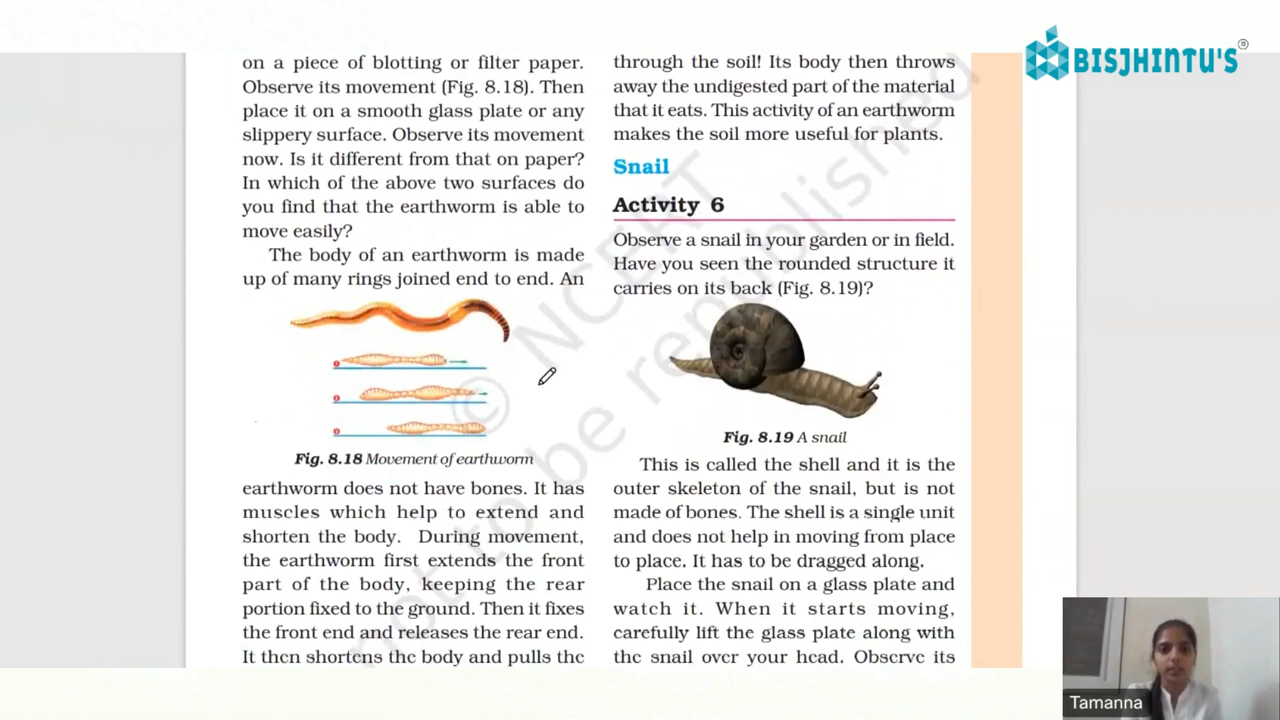 on a piece of blotting or filter paper.
Observe its movement (Fig. 8.18). Then
place it on a smooth glass plate or any
slippery surface. Observe its movement
now. Is it different from that on paper?
In which of the above two surfaces do
you find that the earthworm is able to
move easily?
The body of an earthworm is made
up of many rings joined end to end. An
Fig. 8.18 Movement of earthworm
earthworm does not have bones. It has
muscles which help to extend and
shorten the body. During movement,
the earthworm first extends the front
part of the body, keeping the rear
portion fixed to the ground. Then it fixes
the front end and releases the rear end.
It then shortens the body and pulls the
through the soil! Its body then throws
away the undigested part of the material
that it eats. This activity of an earthworm
makes the soil more useful for plants.
Snail
Activity 6
Observe a snail in your garden or in field.
Have you seen the rounded structure it
carries on its back (Fig. 8.19)?
Fig. 8.19 A snail
This is called the shell and it is the
outer skeleton of the snail, but is not
made of bones. The shell is a single unit
and does not help in moving from place
to place. It has to be dragged along.
Place the snail on a glass plate and
watch it. When it starts moving,
carefully lift the glass plate along with
the snail over your head. Observe its
© NCERT
not to be republished
BISJHINTU'S®
Tamanna